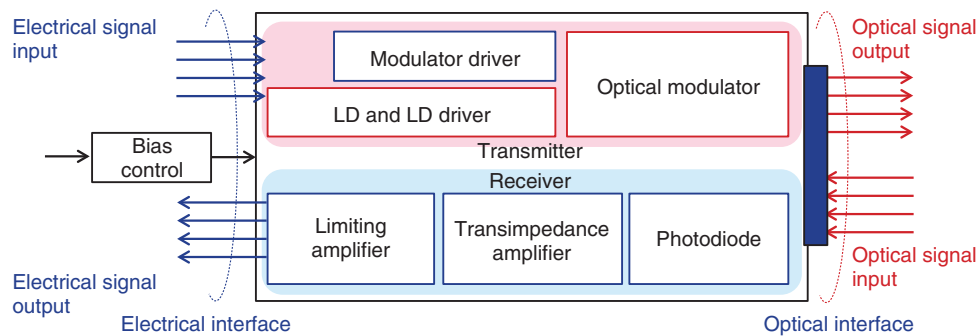 Electrical signal
input
Optical signal
output
Modulator driver
Optical modulator
LD and LD driver
Bias
control
Transmitter
Receiver
Limiting
amplifier
Transimpedance
amplifier
Photodiode
Electrical signal
output
Optical signal
input
Electrical interface
Optical interface